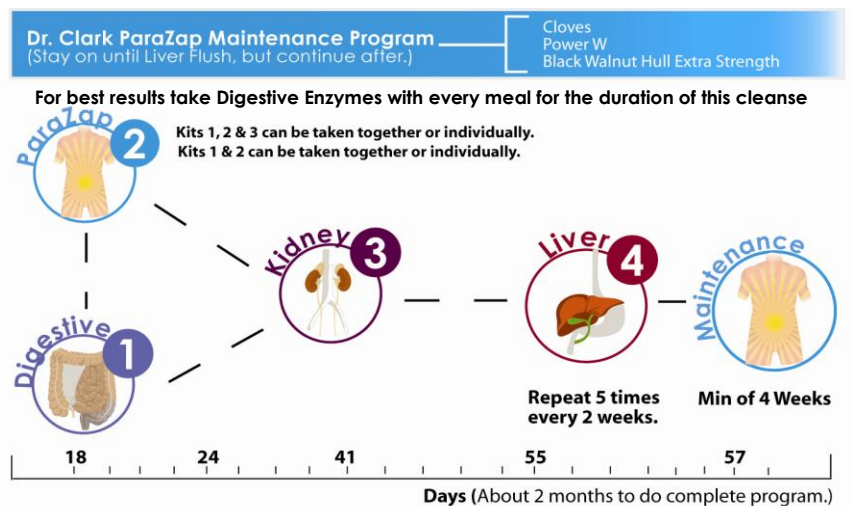 Dr. Clark ParaZap Maintenance Program
(Stay on until Liver Flush, but continue after.)
Cloves
Power W
Black Walnut Hull Extra Strength
For best results take Digestive Enzymes with every meal for the duration of this cleanse
ParaZap
2
Kits 1, 2 & 3 can be taken together or individually.
Kits 1 & 2 can be taken together or individually.
Kidney
3
Liver
4
Maintenance
Digestive
1
Repeat 5 times
every 2 weeks.
Min of 4 Weeks
18 24 41 55 57
Days (About 2 months to do complete program.)